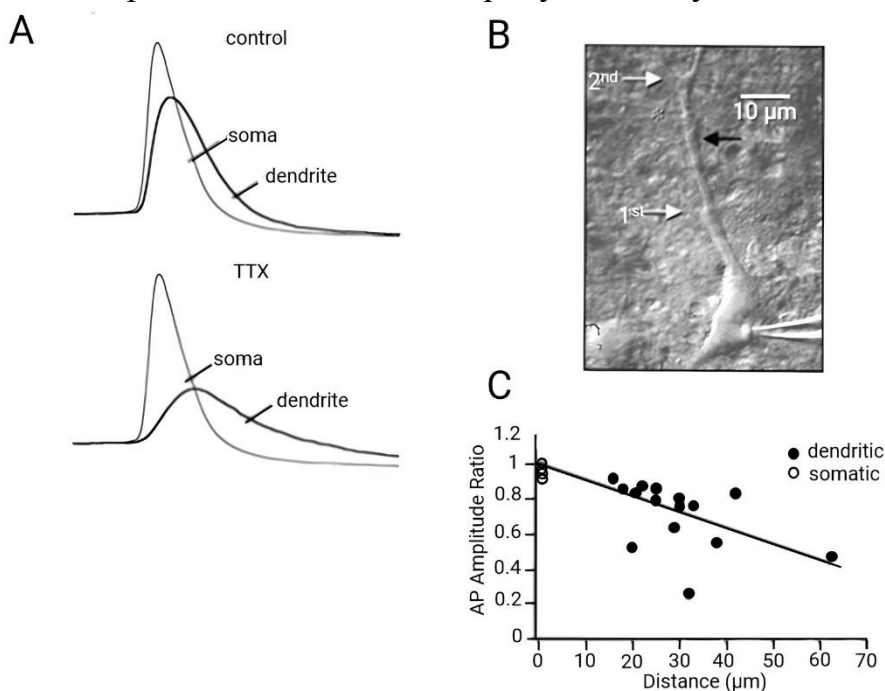 A
control
soma
dendrite
TTX
soma
dendrite
B
2nd
*
10 µm
1st
C
1.2
1
0.8
0.6
0.4
0.2
0
AP Amplitude Ratio
dendritic
somatic
0 10 20 30 40 50 60 70
Distance (µm)